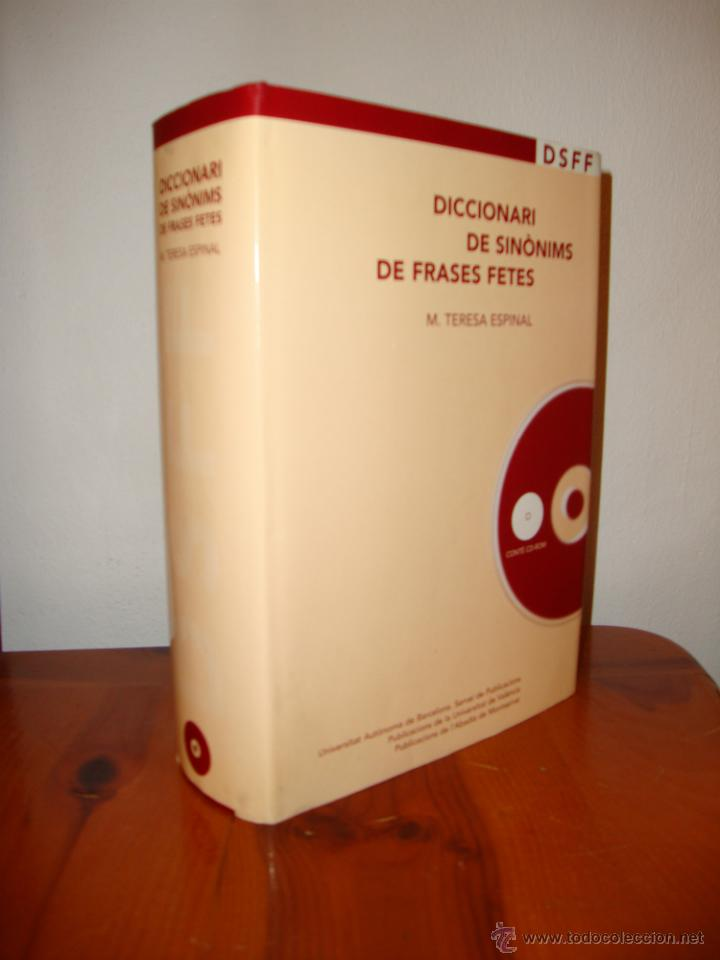 DICCIONARI
DE SINÒNIMS
DE FRASES FETES
M. TERESA ESPINAL
DSFF
DICCIONARI
DE SINÒNIMS
DE FRASES FETES
M. TERESA ESPINAL
CONTÉ CD-ROM
Universitat Autònoma de Barcelona. Servei de Publicacions
Publicacions de la Universitat de València
Publicacions de l'Abadia de Montserrat
www.todocoleccion.net